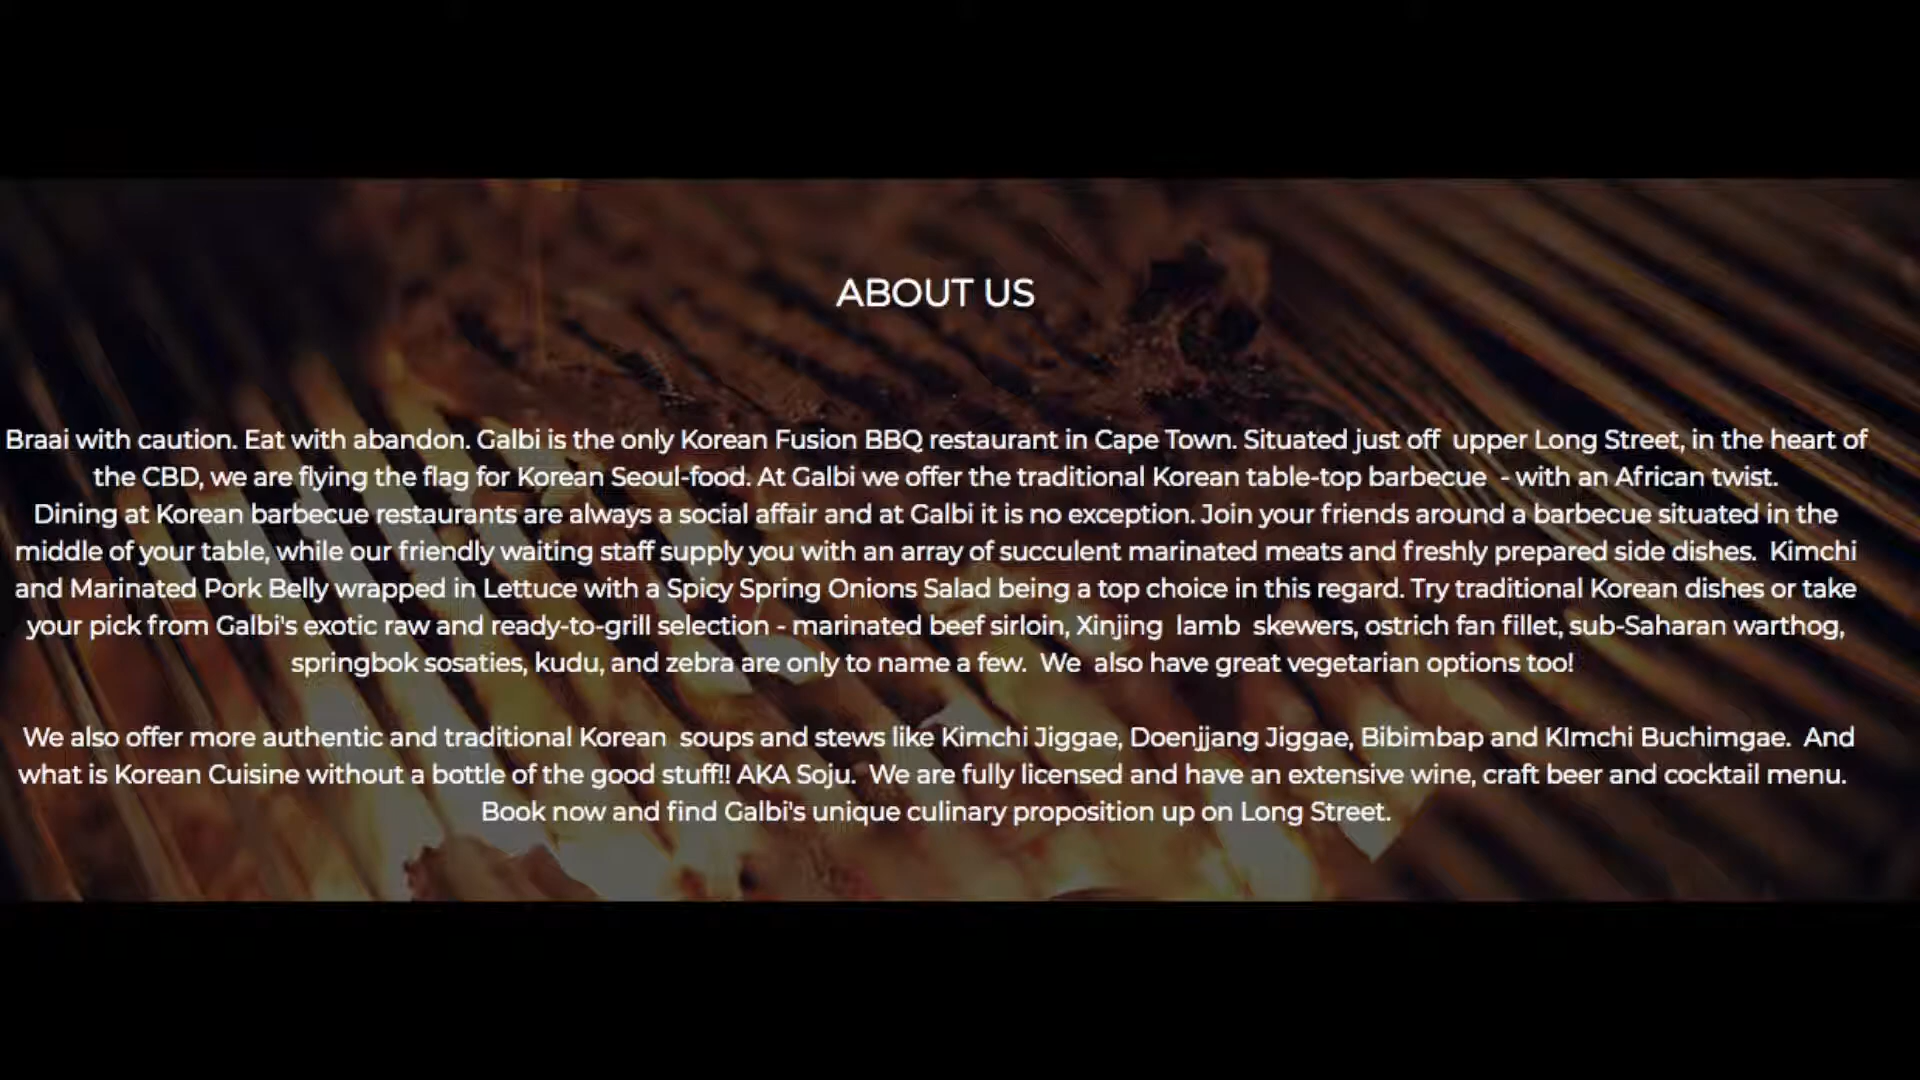 ABOUT US
Braai with caution. Eat with abandon. Galbi is the only Korean Fusion BBQ restaurant in Cape Town. Situated just off upper Long Street, in the heart of
the CBD, we are flying the flag for Korean Seoul-food. At Galbi we offer the traditional Korean table-top barbecue - with an African twist.
Dining at Korean barbecue restaurants are always a social affair and at Galbi it is no exception. Join your friends around a barbecue situated in the
middle of your table, while our friendly waiting staff supply you with an array of succulent marinated meats and freshly prepared side dishes. Kimchi
and Marinated Pork Belly wrapped in Lettuce with a Spicy Spring Onions Salad being a top choice in this regard. Try traditional Korean dishes or take
your pick from Galbi's exotic raw and ready-to-grill selection - marinated beef sirloin, Xinjing lamb skewers, ostrich fan fillet, sub-Saharan warthog,
springbok sosaties, kudu, and zebra are only to name a few. We also have great vegetarian options too!
We also offer more authentic and traditional Korean soups and stews like Kimchi Jiggae, Doenjjang Jiggae, Bibimbap and KImchi Buchimgae. And
what is Korean Cuisine without a bottle of the good stuff!! AKA Soju. We are fully licensed and have an extensive wine, craft beer and cocktail menu.
Book now and find Galbi's unique culinary proposition up on Long Street.